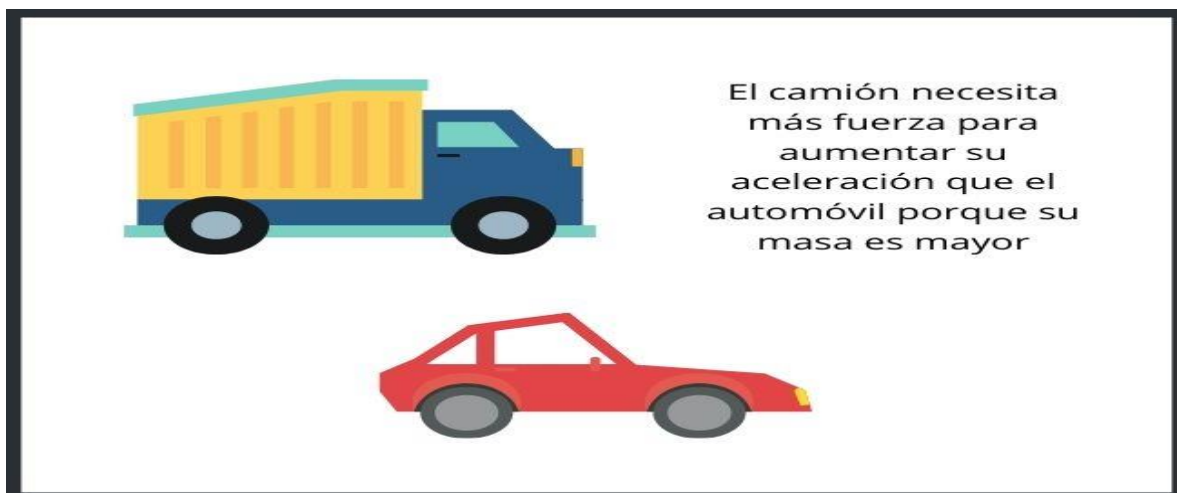 El camión necesita
más fuerza para
aumentar su
aceleración que el
automóvil porque su
masa es mayor